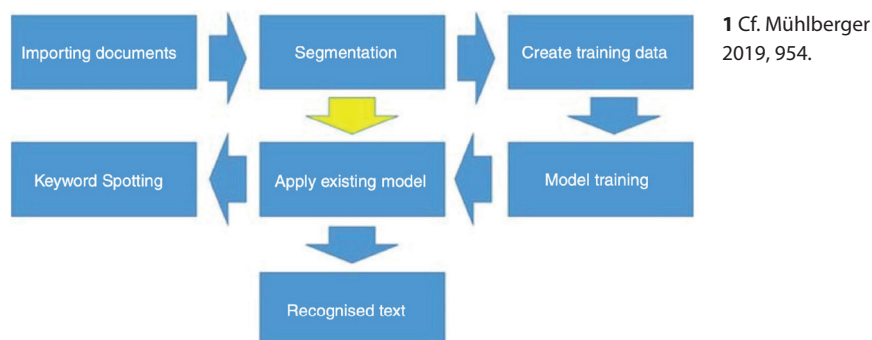 Importing documents
Segmentation
Create training data
Keyword Spotting
Apply existing model
Model training
Recognised text
1 Cf. Mühlberger
2019, 954.